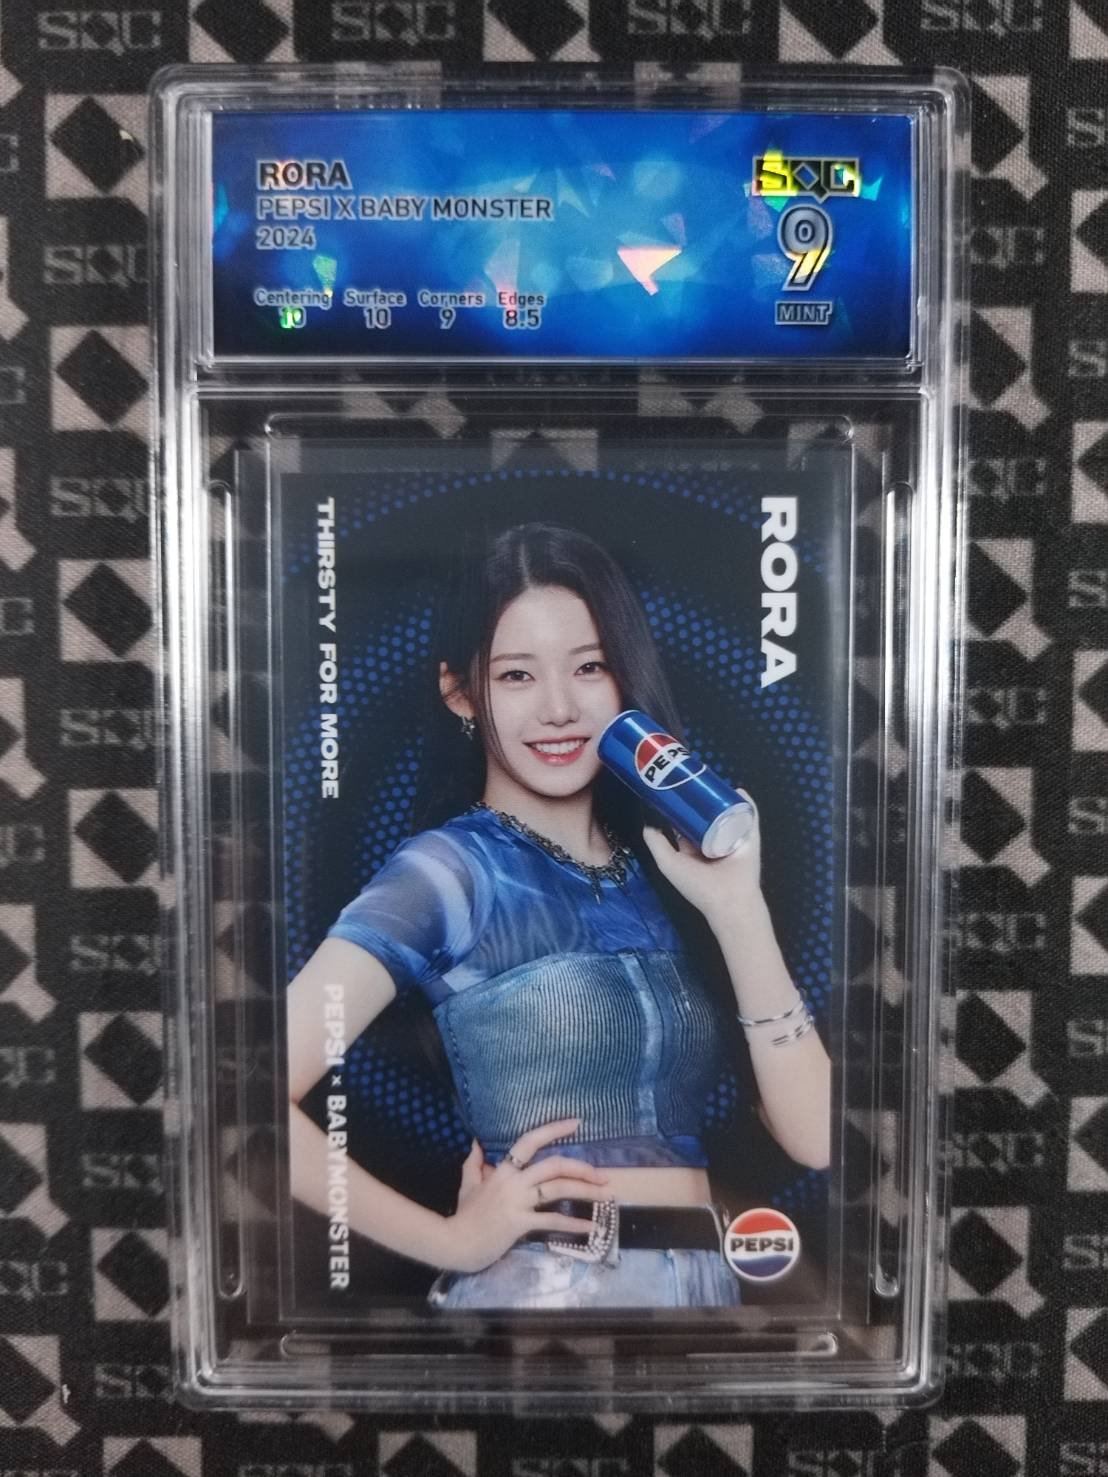 RORA
PEPSI X BABY MONSTER
2024
Centering Surface Corners Edges
10 10 9 8.5
SQC
9
MINT
RORA
THIRSTY FOR MORE
PEPSI
PEPSI × BABYMONSTER
PEPSI